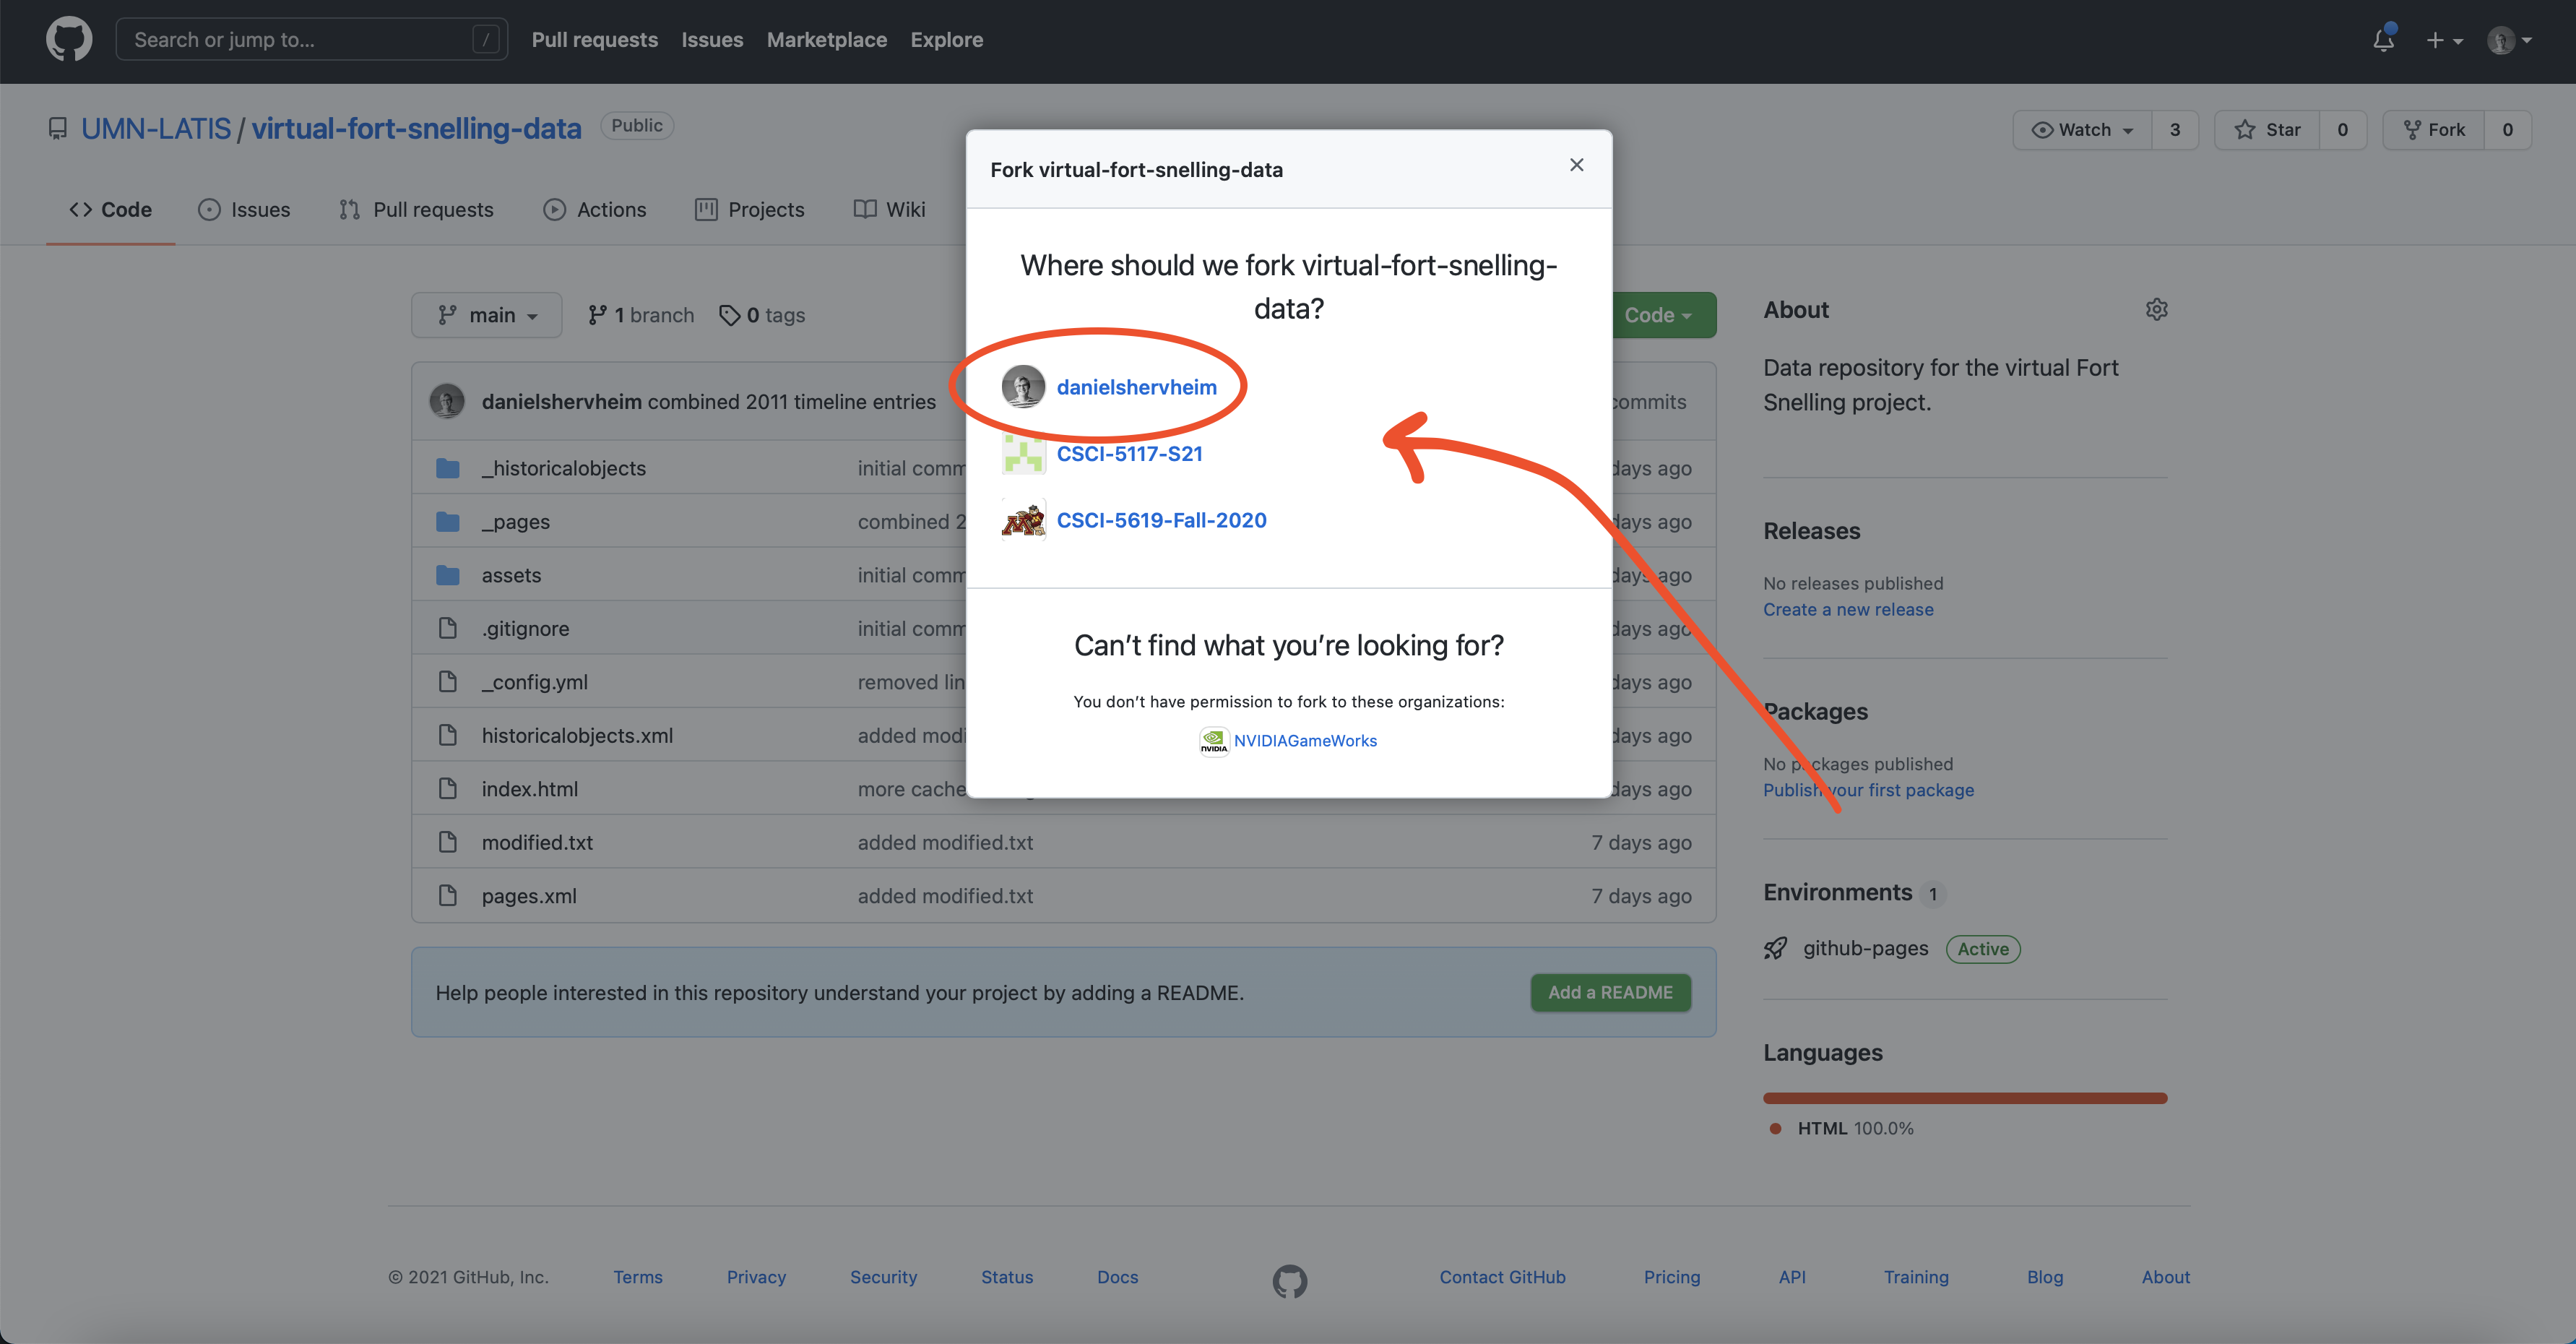 Search or jump to... /
Pull requests Issues Marketplace Explore
UMN-LATIS / virtual-fort-snelling-data Public
Watch 3 Star 0 Fork 0
Code Issues Pull requests Actions Projects Wiki
Fork virtual-fort-snelling-data
Where should we fork virtual-fort-snelling-
data?
danielshervheim
CSCI-5117-S21
CSCI-5619-Fall-2020
Can’t find what you’re looking for?
You don’t have permission to fork to these organizations:
NVIDIA NVIDIAGameWorks
main 1 branch 0 tags Code
danielshervheim combined 2011 timeline entries commits
_historicalobjects initial days ago
_pages combined days ago
assets initial days ago
.gitignore initial days ago
_config.yml removed days ago
historicalobjects.xml added days ago
index.html more days ago
modified.txt added modified.txt 7 days ago
pages.xml added modified.txt 7 days ago
Help people interested in this repository understand your project by adding a README. Add a README
About
Data repository for the virtual Fort
Snelling project.
Releases
No releases published
Create a new release
Packages
No packages published
Publish your first package
Environments 1
github-pages Active
Languages
HTML 100.0%
© 2021 GitHub, Inc. Terms Privacy Security Status Docs Contact GitHub Pricing API Training Blog About